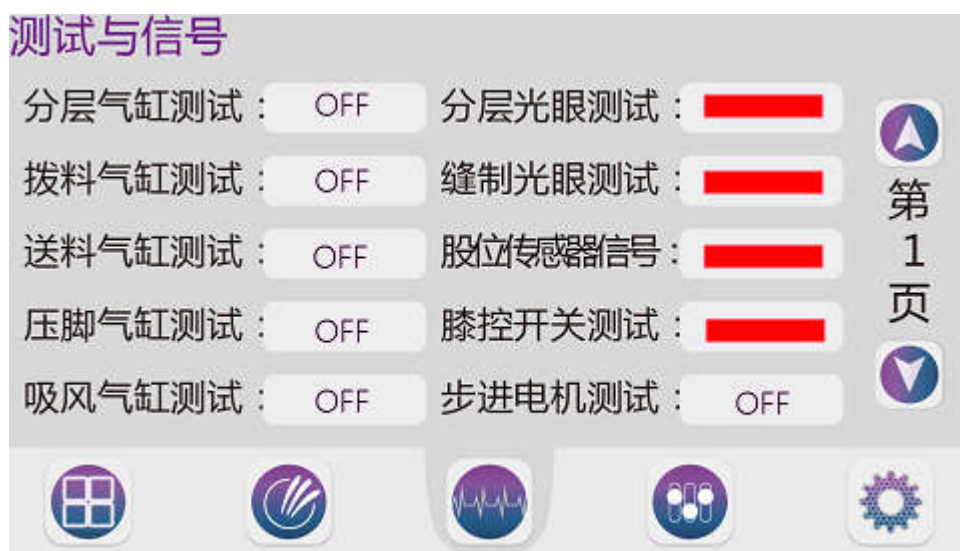 测试与信号
分层气缸测试： OFF 分层光眼测试：
拨料气缸测试： OFF 缝制光眼测试：
送料气缸测试： OFF 股位传感器信号：
压脚气缸测试： OFF 膝控开关测试：
吸风气缸测试： OFF 步进电机测试： OFF
第
1
页